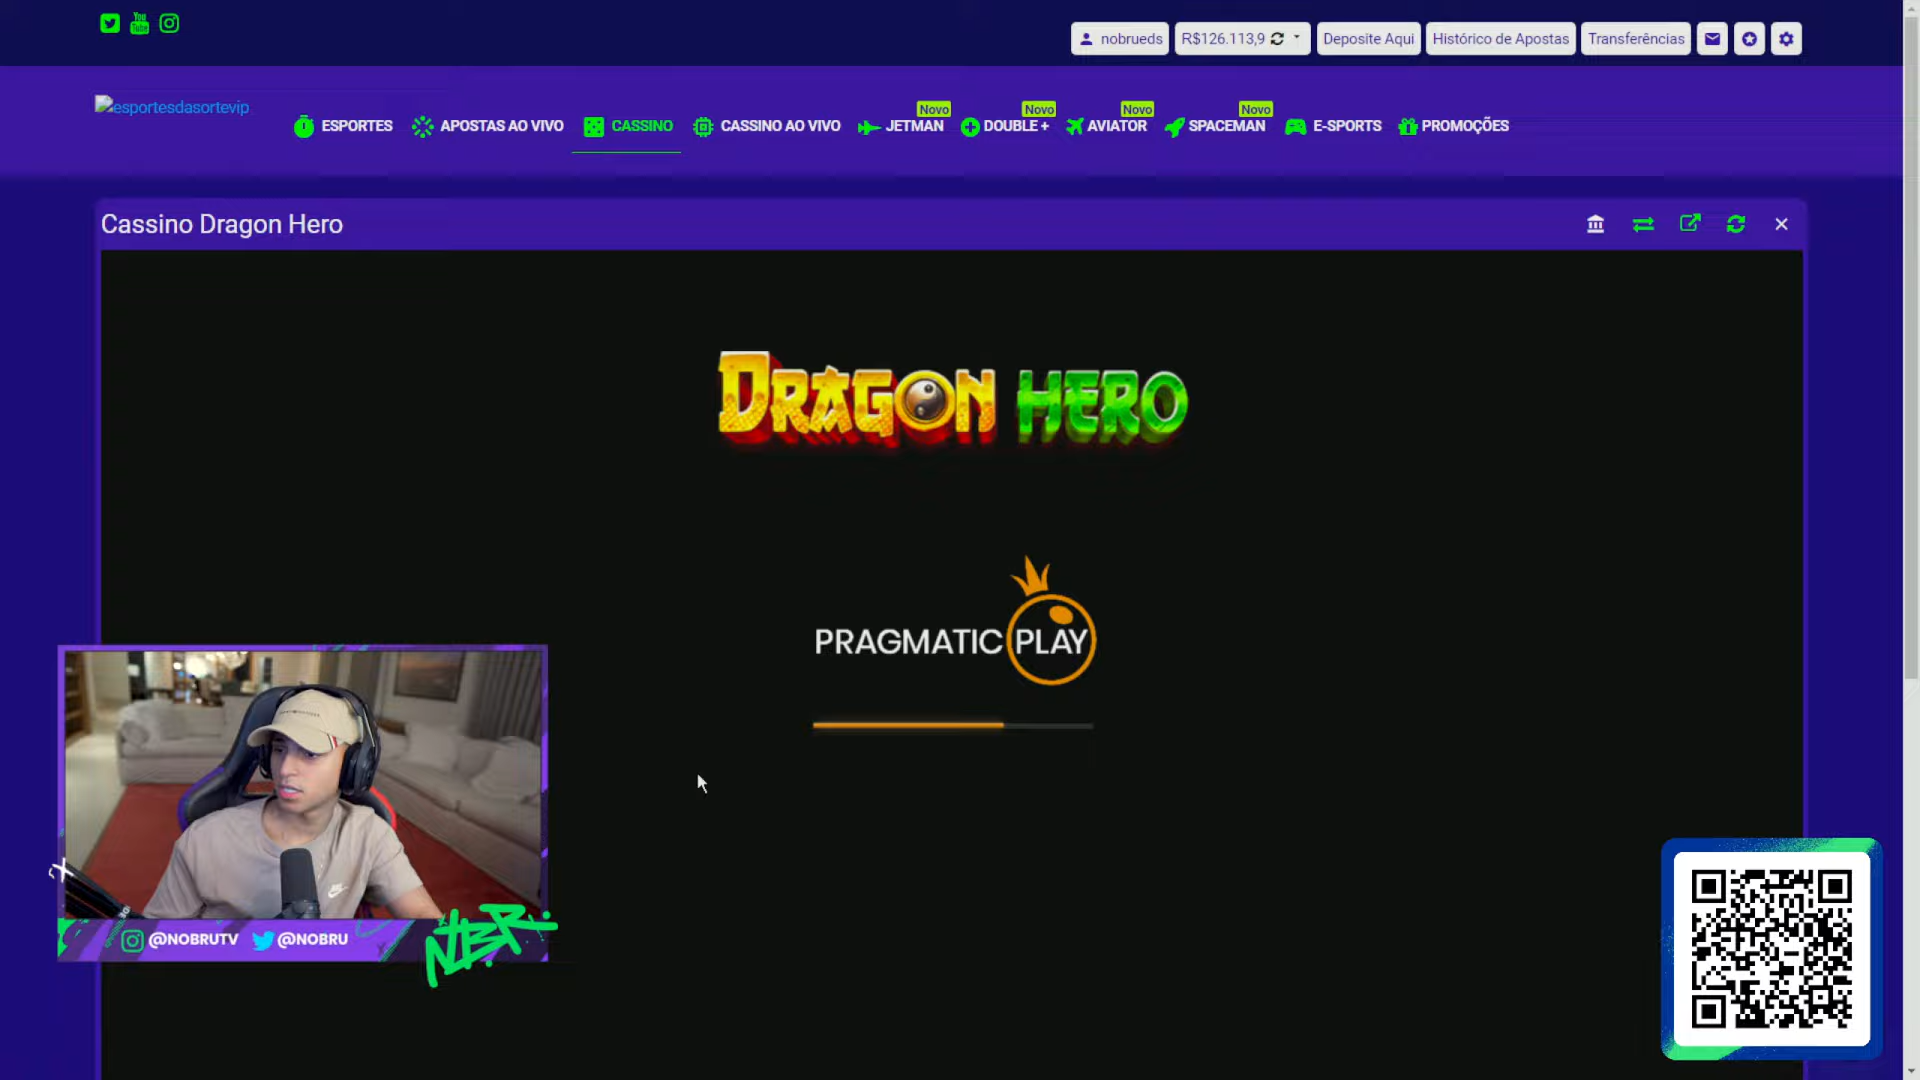 nobrueds
R$126.113,9
Deposite Aqui
Histórico de Apostas
Transferências
esportesdasortevip
ESPORTES
APOSTAS AO VIVO
CASSINO
CASSINO AO VIVO
Novo
JETMAN
Novo
DOUBLE +
Novo
AVIATOR
Novo
SPACEMAN
E-SPORTS
PROMOÇÕES
Cassino Dragon Hero
DRAGON HERO
PRAGMATIC PLAY
@NOBRUTV
@NOBRU
NBR